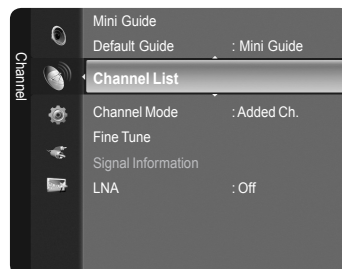 Channel
Mini Guide
Default Guide : Mini Guide
Channel List
Channel Mode : Added Ch.
Fine Tune
Signal Information
LNA : Off